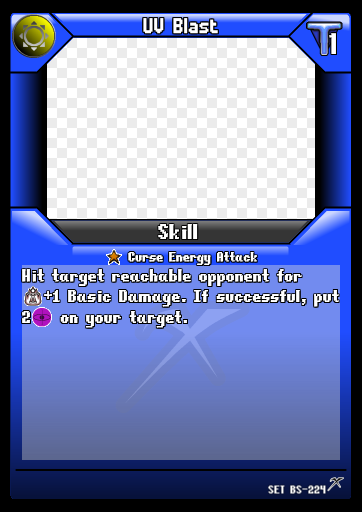 UV Blast
T1
Skill
Curse Energy Attack
Hit target reachable opponent for
+1 Basic Damage. If successful, put
2 on your target.
SET BS-224